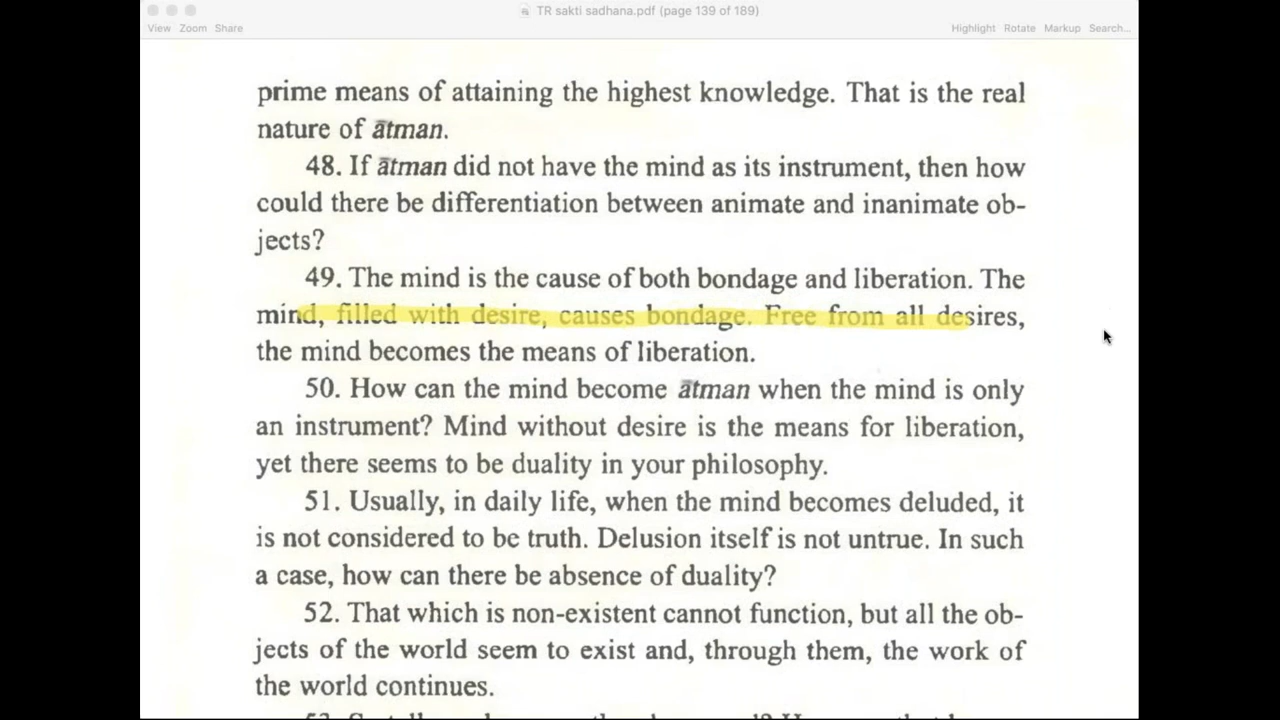 TR sakti sadhana.pdf (page 139 of 189)
View Zoom Share Highlight Rotate Markup Search...
prime means of attaining the highest knowledge. That is the real
nature of ātman.
48. If ātman did not have the mind as its instrument, then how
could there be differentiation between animate and inanimate ob-
jects?
49. The mind is the cause of both bondage and liberation. The
mind, filled with desire, causes bondage. Free from all desires,
the mind becomes the means of liberation.
50. How can the mind become ātman when the mind is only
an instrument? Mind without desire is the means for liberation,
yet there seems to be duality in your philosophy.
51. Usually, in daily life, when the mind becomes deluded, it
is not considered to be truth. Delusion itself is not untrue. In such
a case, how can there be absence of duality?
52. That which is non-existent cannot function, but all the ob-
jects of the world seem to exist and, through them, the work of
the world continues.